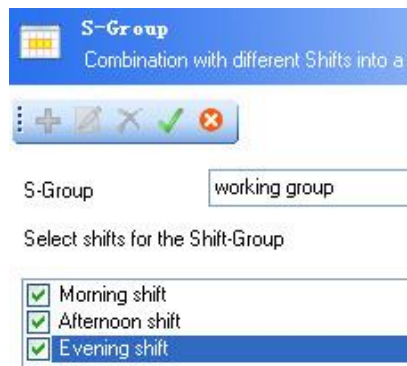 S-Group
Combination with different Shifts into a
S-Group
working group
Select shifts for the Shift-Group
Morning shift
Afternoon shift
Evening shift